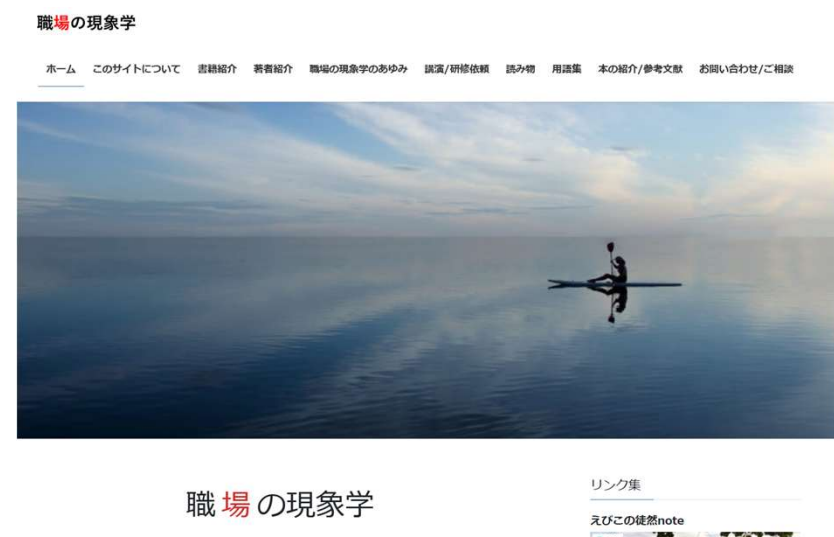 職場の現象学
ホーム このサイトについて 書籍紹介 著者紹介 職場の現象学のあゆみ 講演/研修依頼 読み物 用語集 本の紹介/参考文献 お問い合わせ/ご相談
職場の現象学
リンク集
えびこの徒然note